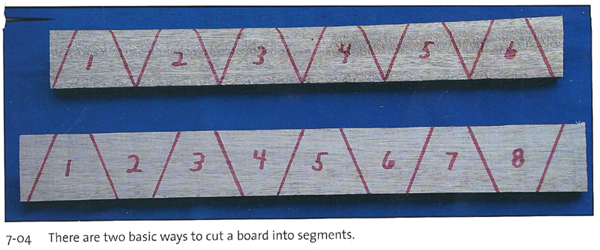 1 2 3 4 5 6
1 2 3 4 5 6 7 8
7-04 There are two basic ways to cut a board into segments.